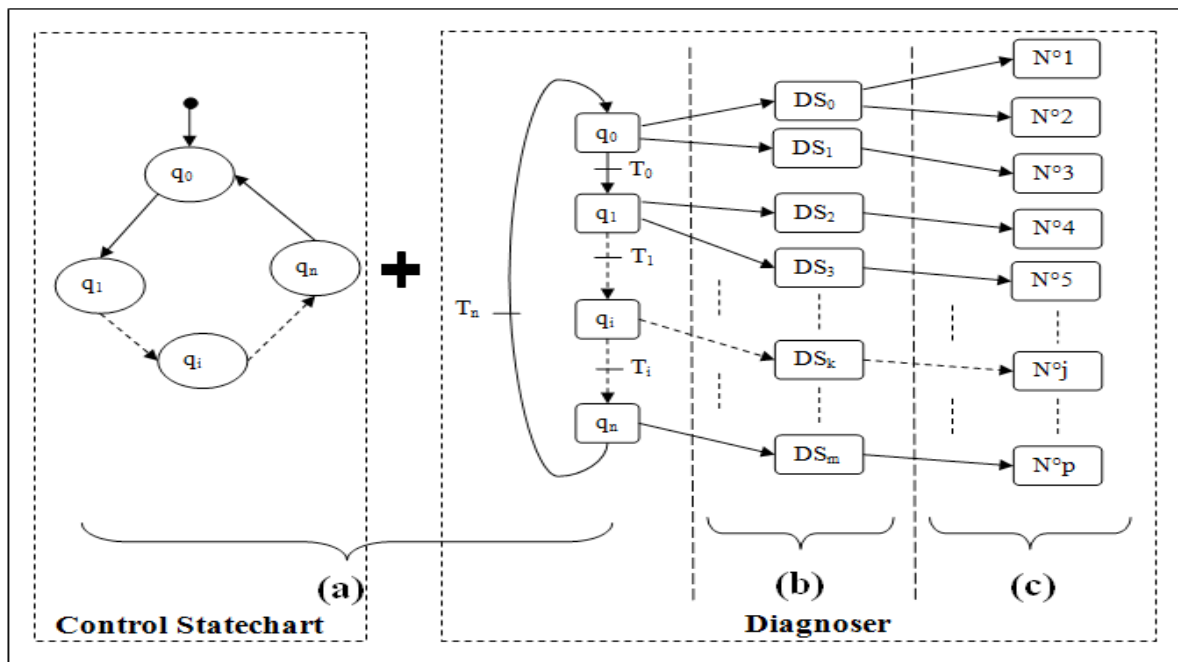 q₀
q₁
qₙ
qᵢ
Control Statechart
+
Tₙ
q₀
T₀
q₁
T₁
qᵢ
Tᵢ
qₙ
DS₀
DS₁
DS₂
DS₃
DSₖ
DSₘ
N°1
N°2
N°3
N°4
N°5
N°j
N°p
(a)
(b)
(c)
Diagnoser